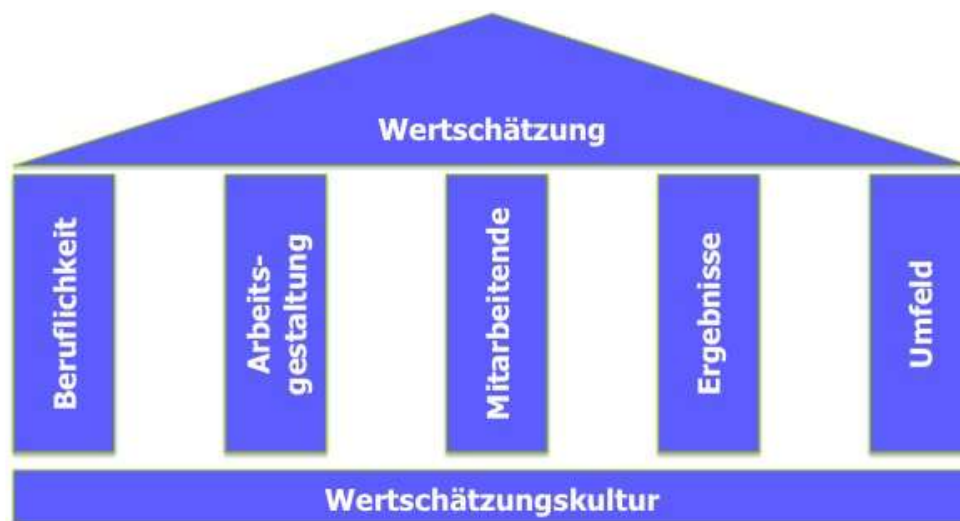 Wertschätzung
Beruflichkeit
Arbeits-
gestaltung
Mitarbeitende
Ergebnisse
Umfeld
Wertschätzungskultur